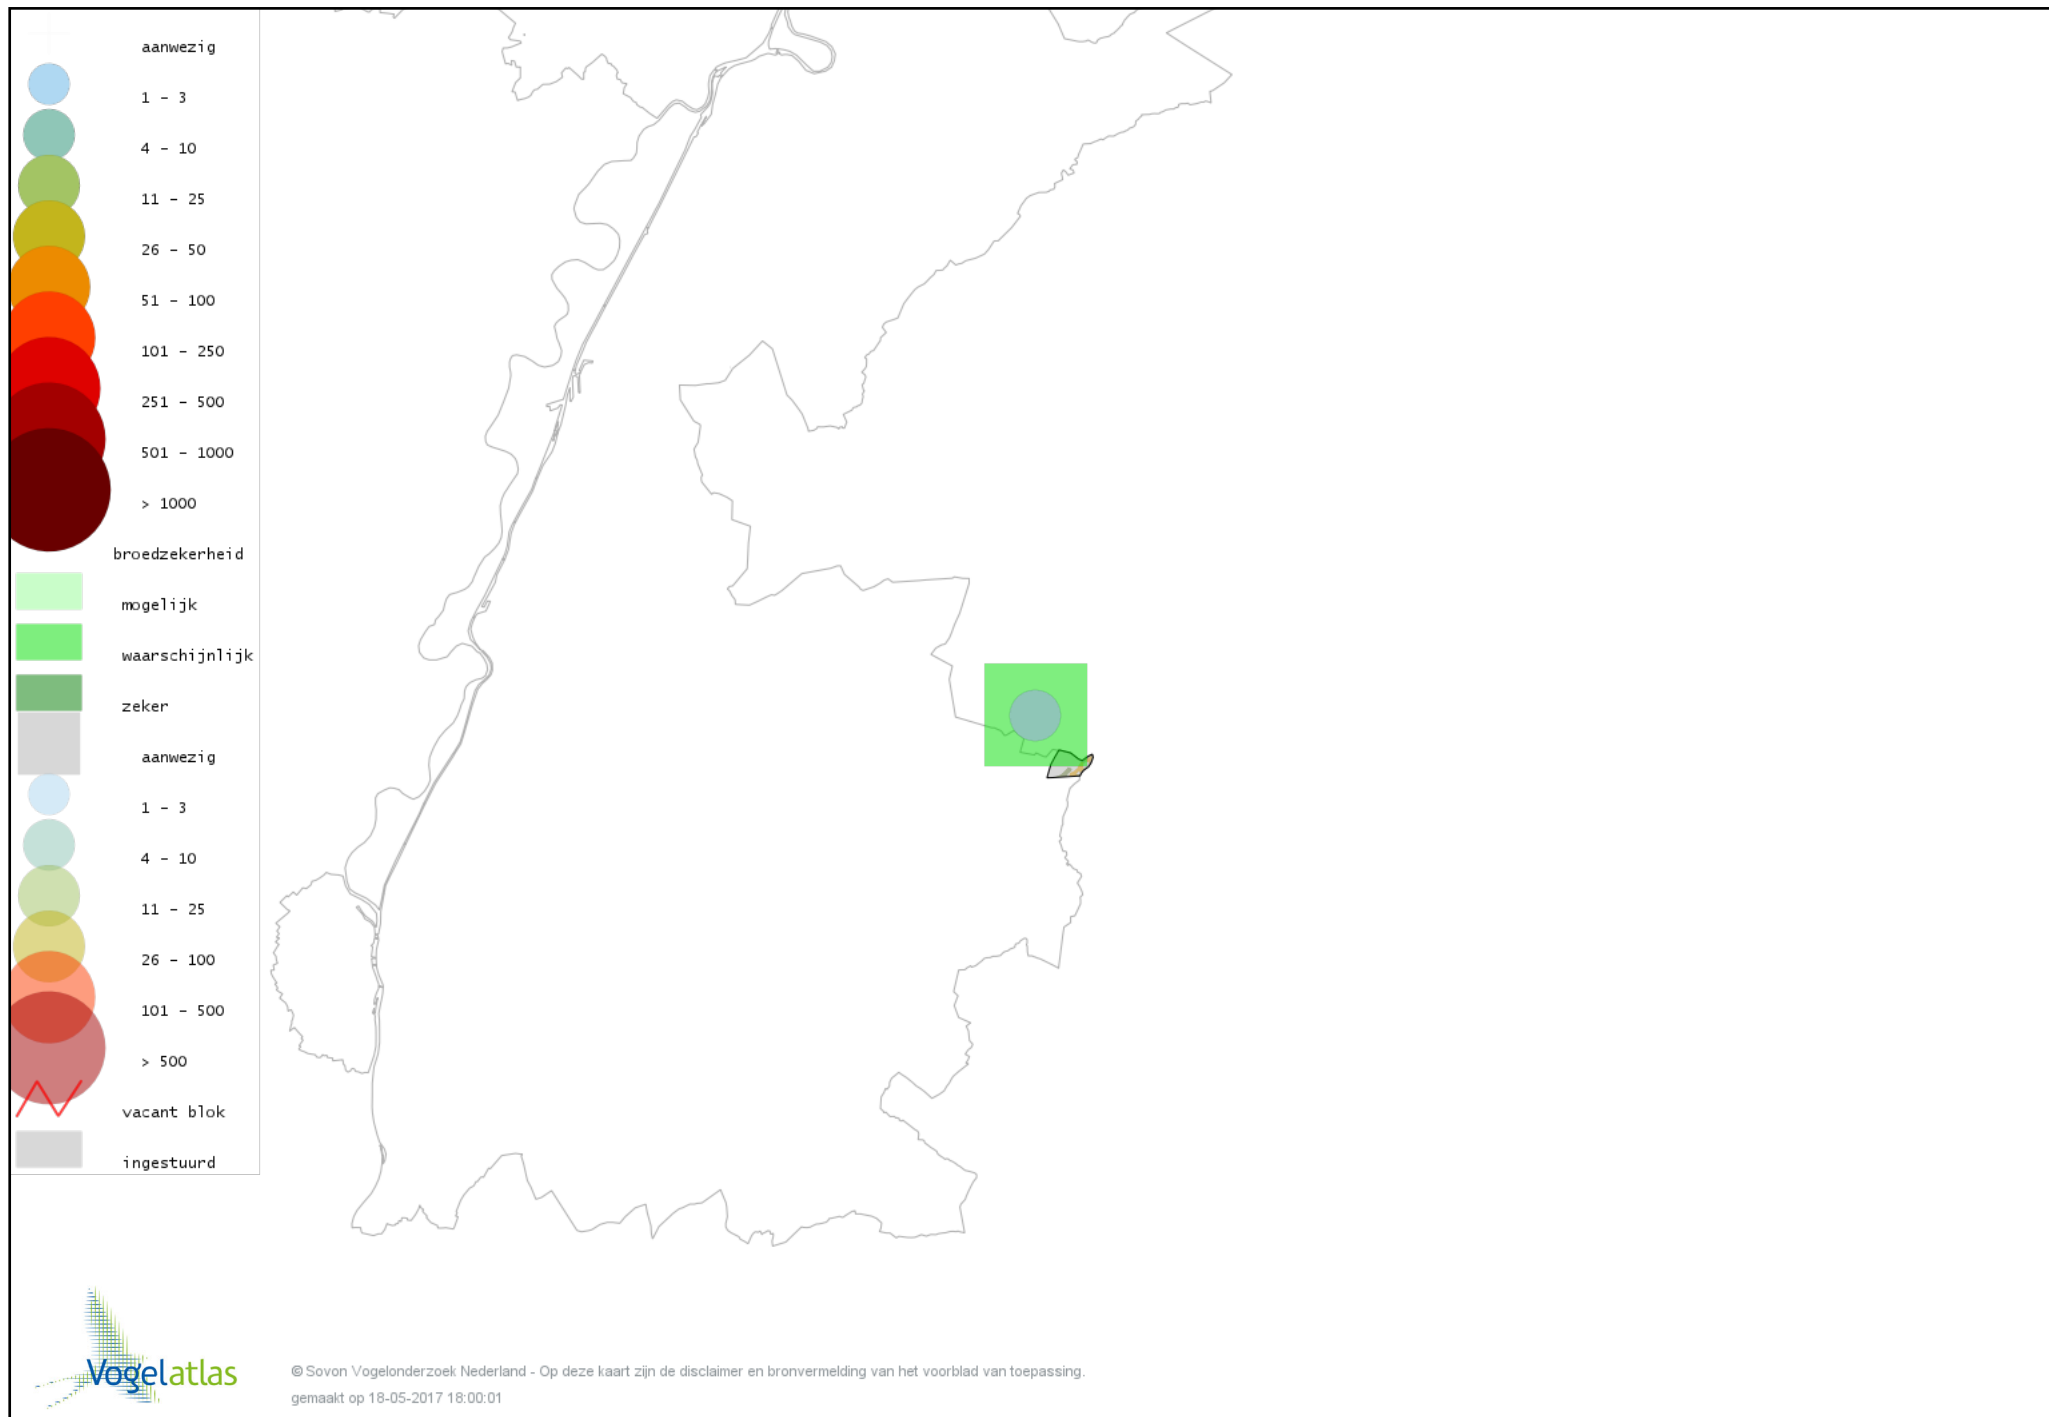 aanwezig
1 - 3
4 - 10
11 - 25
26 - 50
51 - 100
101 - 250
251 - 500
501 - 1000
> 1000
broedzekerheid
mogelijk
waarschijnlijk
zeker
aanwezig
1 - 3
4 - 10
11 - 25
26 - 100
101 - 500
> 500
vacant blok
ingestuurd
Vogelatlas
© Sovon Vogelonderzoek Nederland - Op deze kaart zijn de disclaimer en bronvermelding van het voorblad van toepassing.
gemaakt op 18-05-2017 18:00:01